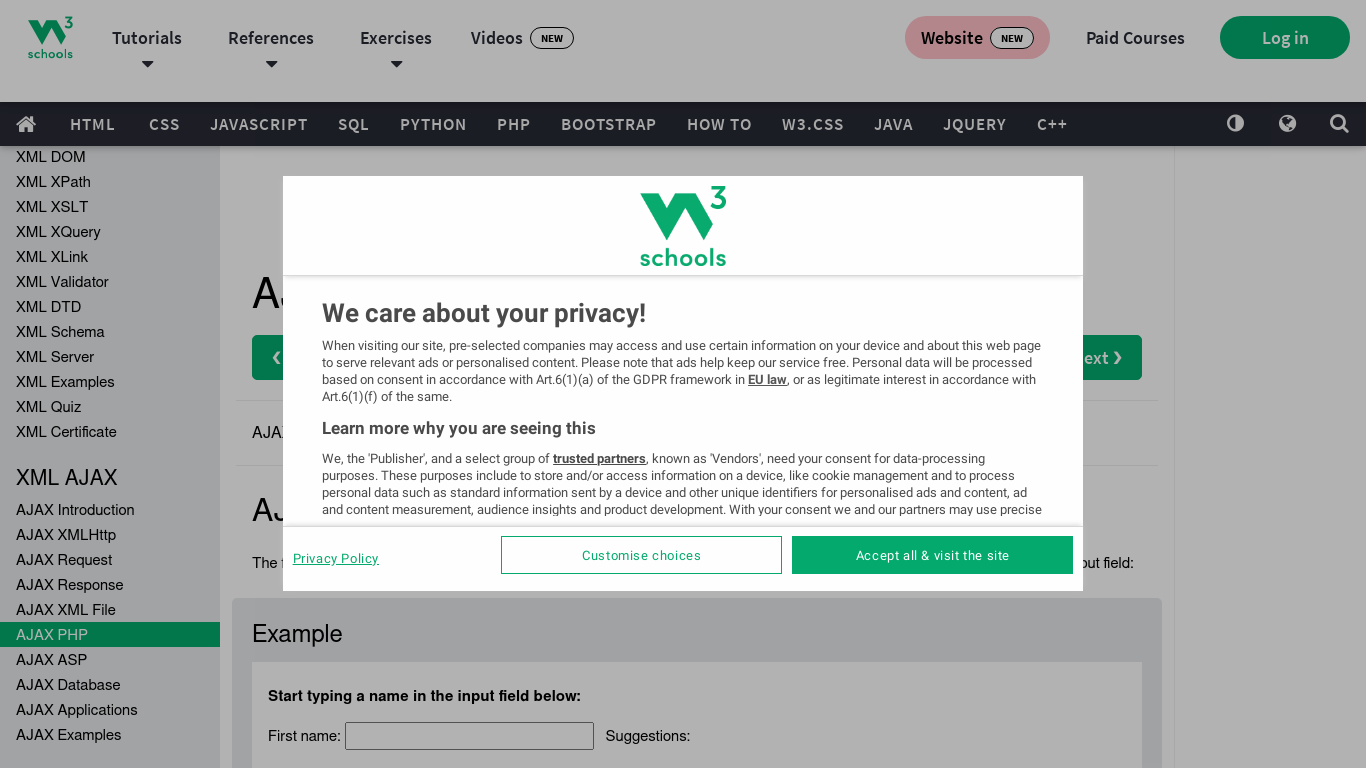 3
schools
Tutorials
References
Exercises
Videos NEW
Website NEW
Paid Courses
Log in
HTML
CSS
JAVASCRIPT
SQL
PYTHON
PHP
BOOTSTRAP
HOW TO
W3.CSS
JAVA
JQUERY
C++
XML DOM
XML XPath
XML XSLT
XML XQuery
XML XLink
XML Validator
XML DTD
XML Schema
XML Server
XML Examples
XML Quiz
XML Certificate
XML AJAX
AJAX Introduction
AJAX XMLHttp
AJAX Request
AJAX Response
AJAX XML File
AJAX PHP
AJAX ASP
AJAX Database
AJAX Applications
AJAX Examples
❮
ext ❯
3
schools
We care about your privacy!
When visiting our site, pre-selected companies may access and use certain information on your device and about this web page
to serve relevant ads or personalised content. Please note that ads help keep our service free. Personal data will be processed
based on consent in accordance with Art.6(1)(a) of the GDPR framework in EU law, or as legitimate interest in accordance with
Art.6(1)(f) of the same.
Learn more why you are seeing this
We, the 'Publisher', and a select group of trusted partners, known as 'Vendors', need your consent for data-processing
purposes. These purposes include to store and/or access information on a device, like cookie management and to process
personal data such as standard information sent by a device and other unique identifiers for personalised ads and content, ad
and content measurement, audience insights and product development. With your consent we and our partners may use precise
Privacy Policy
Customise choices
Accept all & visit the site
The
put field:
Example
Start typing a name in the input field below:
First name:
Suggestions: